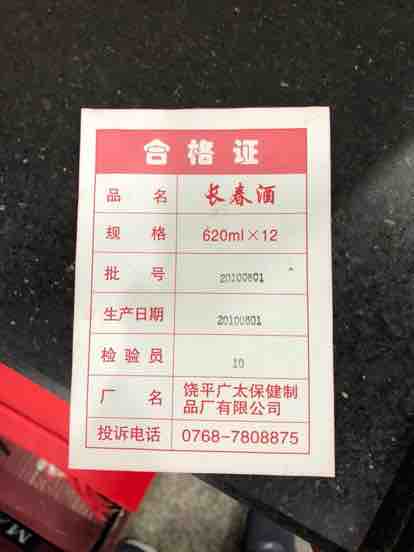 合格证
品 名 长春酒
规 格 620ml×12
批 号 20100801
生产日期 20100801
检验员 10
厂 名 饶平广太保健制
品厂有限公司
投诉电话 0768-7808875